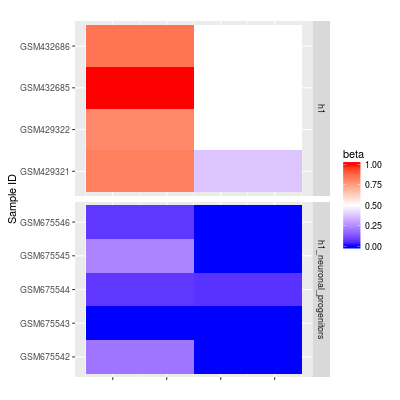 Sample ID
GSM432686
GSM432685
GSM429322
GSM429321
h1
GSM675546
GSM675545
GSM675544
GSM675543
GSM675542
h1_neuronal_progenitors
beta
1.00
0.75
0.50
0.25
0.00